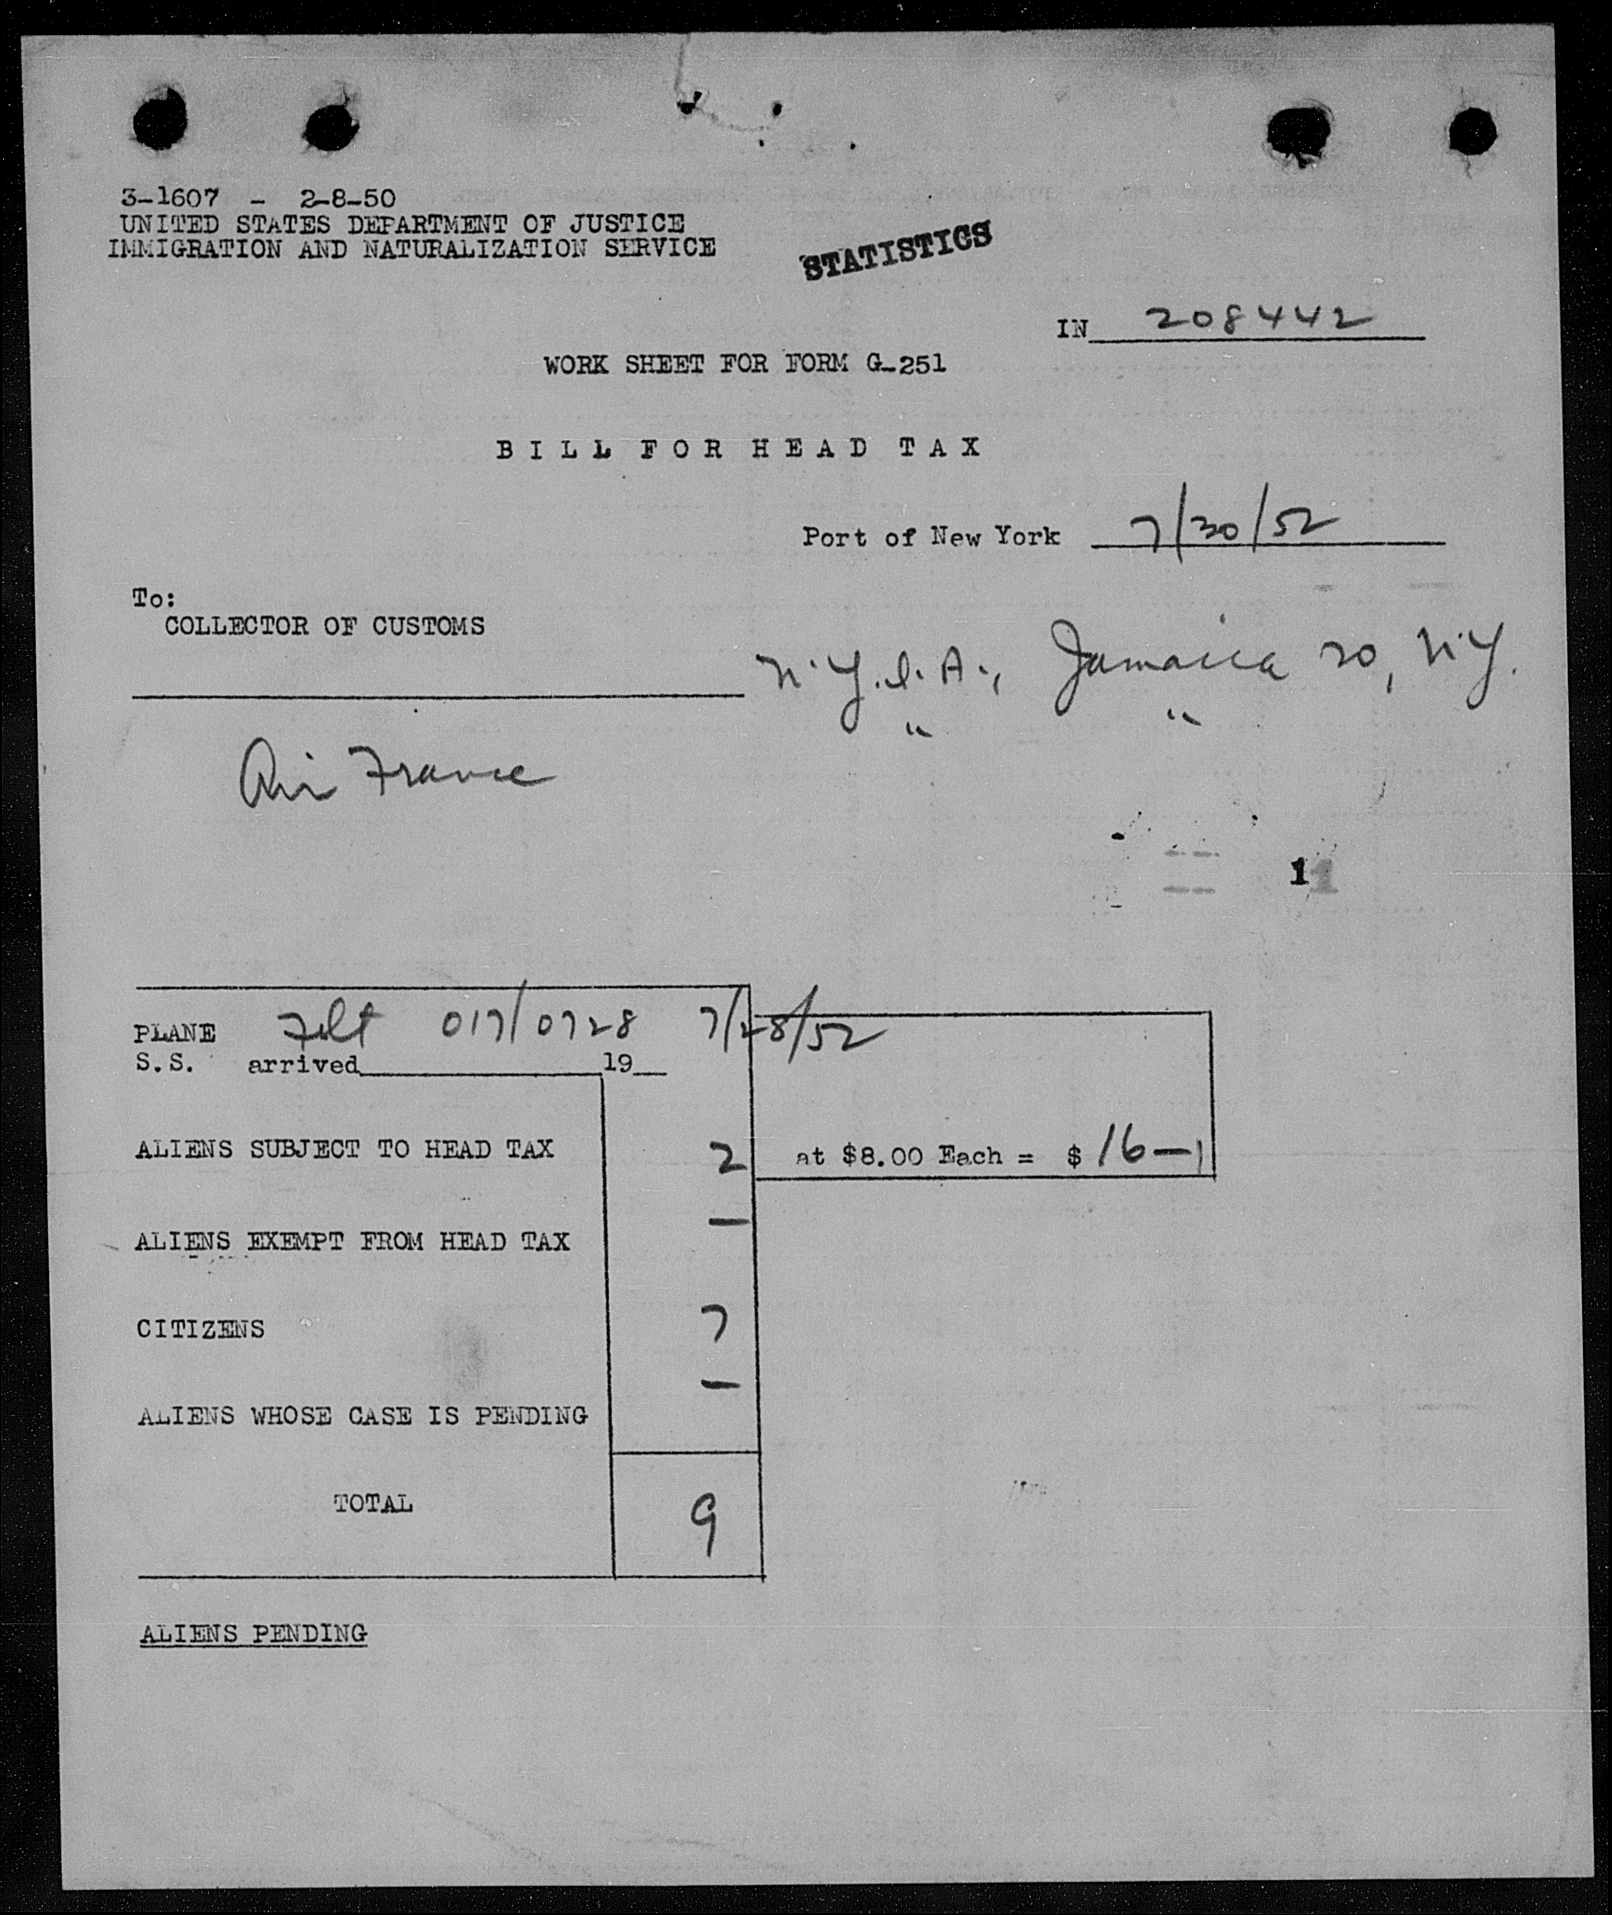 3-1607 - 2-8-50
UNITED STATES DEPARTMENT OF JUSTICE
IMMIGRATION AND NATURALIZATION SERVICE
STATISTICS
IN 208442
WORK SHEET FOR FORM G-251
BILL FOR HEAD TAX
Port of New York 7/30/52
To:
COLLECTOR OF CUSTOMS
N.Y.I.A., Jamaica 20, N.Y.
" "
Air France
11
PLANE Flt 017/0728 7/28/52
S.S. arrived 19
ALIENS SUBJECT TO HEAD TAX 2 at $8.00 Each = $ 16—
ALIENS EXEMPT FROM HEAD TAX —
CITIZENS 7
ALIENS WHOSE CASE IS PENDING —
TOTAL 9
ALIENS PENDING